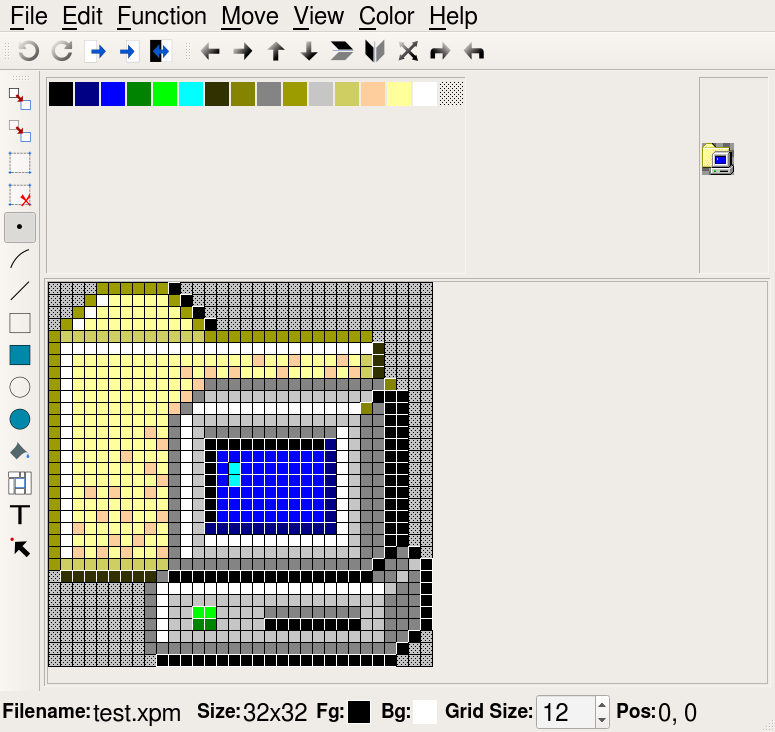 File Edit Function Move View Color Help
T
Filename: test.xpm Size: 32x32 Fg: Bg: Grid Size: 12 Pos: 0, 0